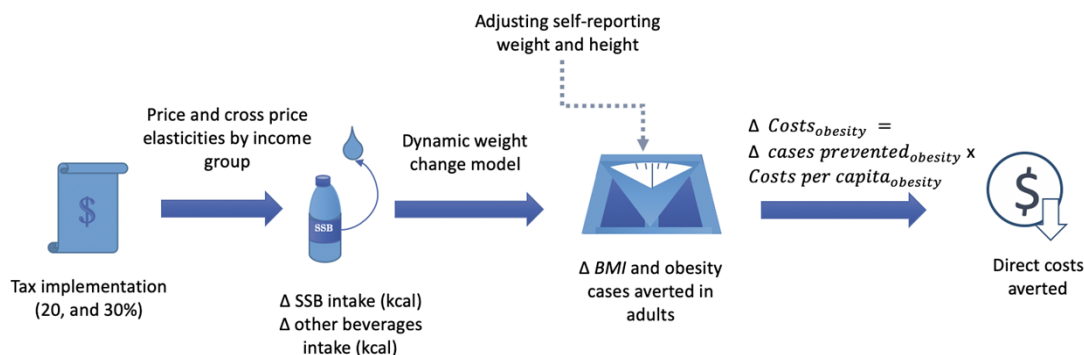 Adjusting self-reporting
weight and height
Price and cross price
elasticities by income
group
Dynamic weight
change model
Δ Costs_obesity =
Δ cases prevented_obesity x
Costs per capita_obesity
$
SSB
$
Tax implementation
(20, and 30%)
Δ SSB intake (kcal)
Δ other beverages
intake (kcal)
Δ BMI and obesity
cases averted in
adults
Direct costs
averted